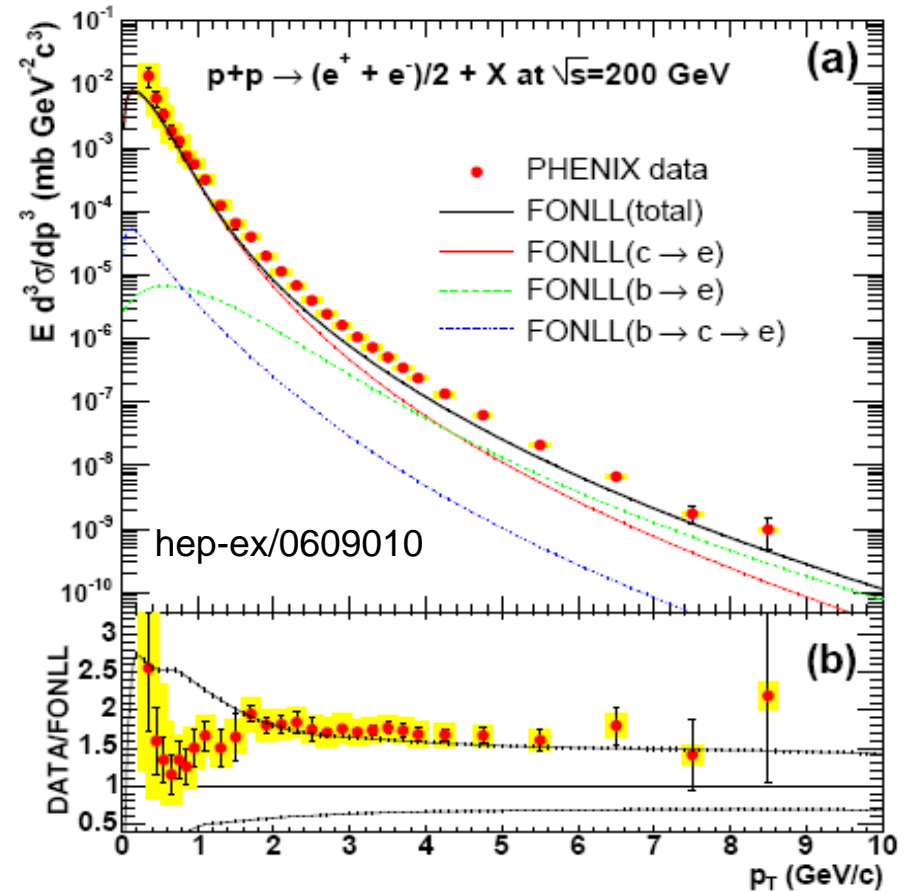 10⁻¹
10⁻²
10⁻³
10⁻⁴
10⁻⁵
10⁻⁶
10⁻⁷
10⁻⁸
10⁻⁹
10⁻¹⁰
E d³σ/dp³ (mb GeV⁻²c³)
(a)
p+p → (e⁺ + e⁻)/2 + X at √s=200 GeV
PHENIX data
FONLL(total)
FONLL(c → e)
FONLL(b → e)
FONLL(b → c → e)
hep-ex/0609010
DATA/FONLL
3
2.5
2
1.5
1
0.5
(b)
0 1 2 3 4 5 6 7 8 9 10
p_T (GeV/c)